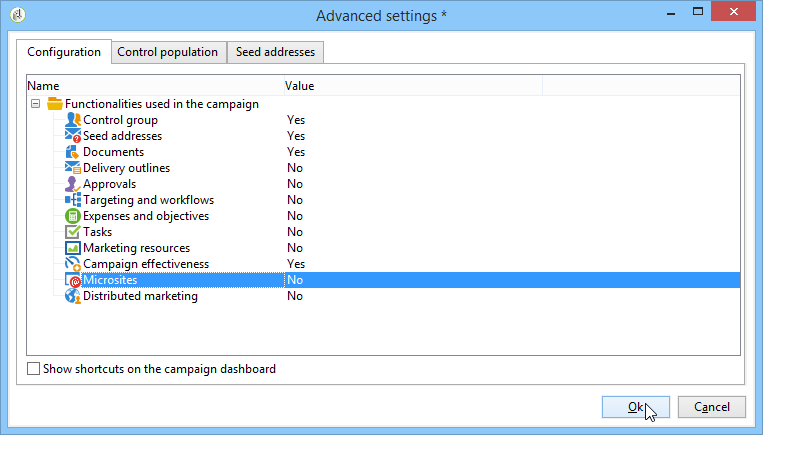 Advanced settings *
Configuration Control population Seed addresses
Name Value
Functionalities used in the campaign
Control group Yes
Seed addresses Yes
Documents Yes
Delivery outlines No
Approvals No
Targeting and workflows No
Expenses and objectives No
Tasks No
Marketing resources No
Campaign effectiveness Yes
Microsites No
Distributed marketing No
Show shortcuts on the campaign dashboard
Ok Cancel